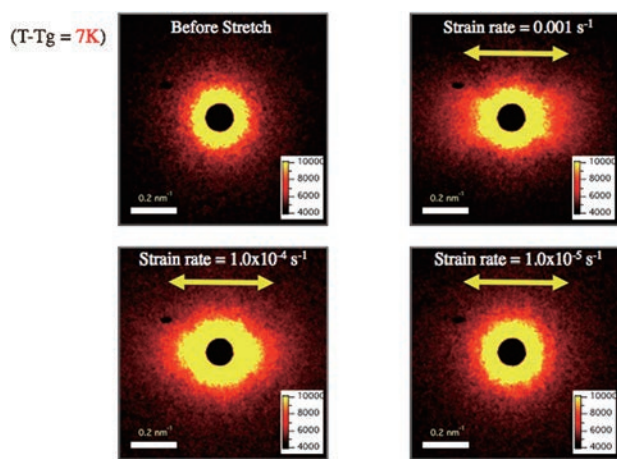 (T-Tg = 7K)
Before Stretch
0.2 nm⁻¹
10000
8000
6000
4000
Strain rate = 0.001 s⁻¹
0.2 nm⁻¹
10000
8000
6000
4000
Strain rate = 1.0x10⁻⁴ s⁻¹
0.2 nm⁻¹
10000
8000
6000
4000
Strain rate = 1.0x10⁻⁵ s⁻¹
0.2 nm⁻¹
10000
8000
6000
4000